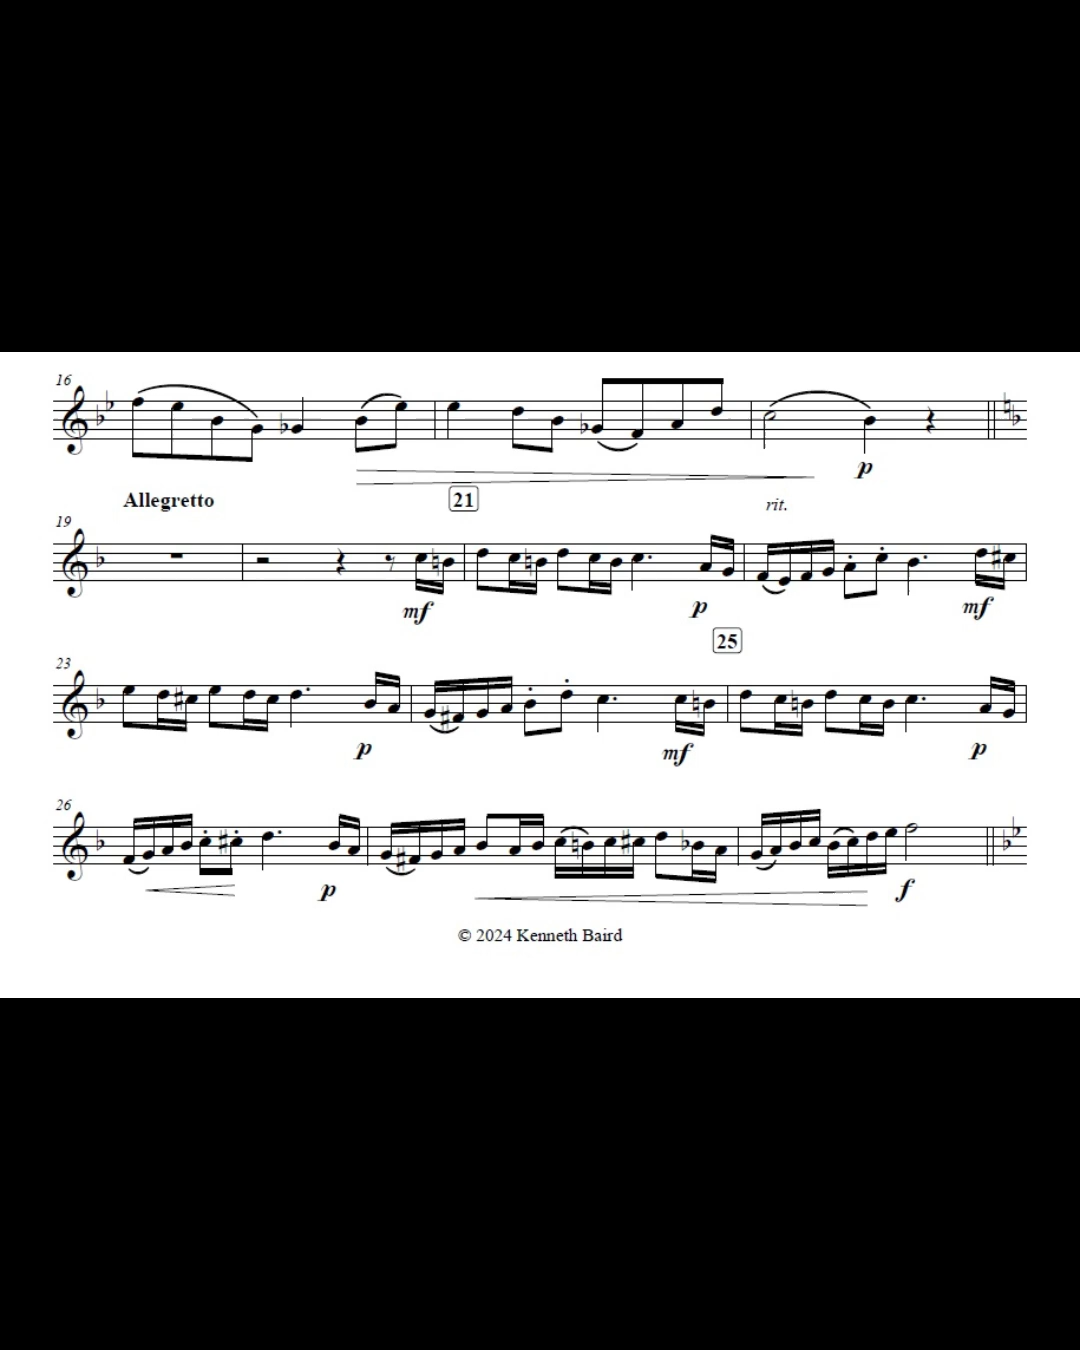 16
p
Allegretto
21
rit.
19
mf
p
mf
25
23
p
mf
p
26
p
f
© 2024 Kenneth Baird